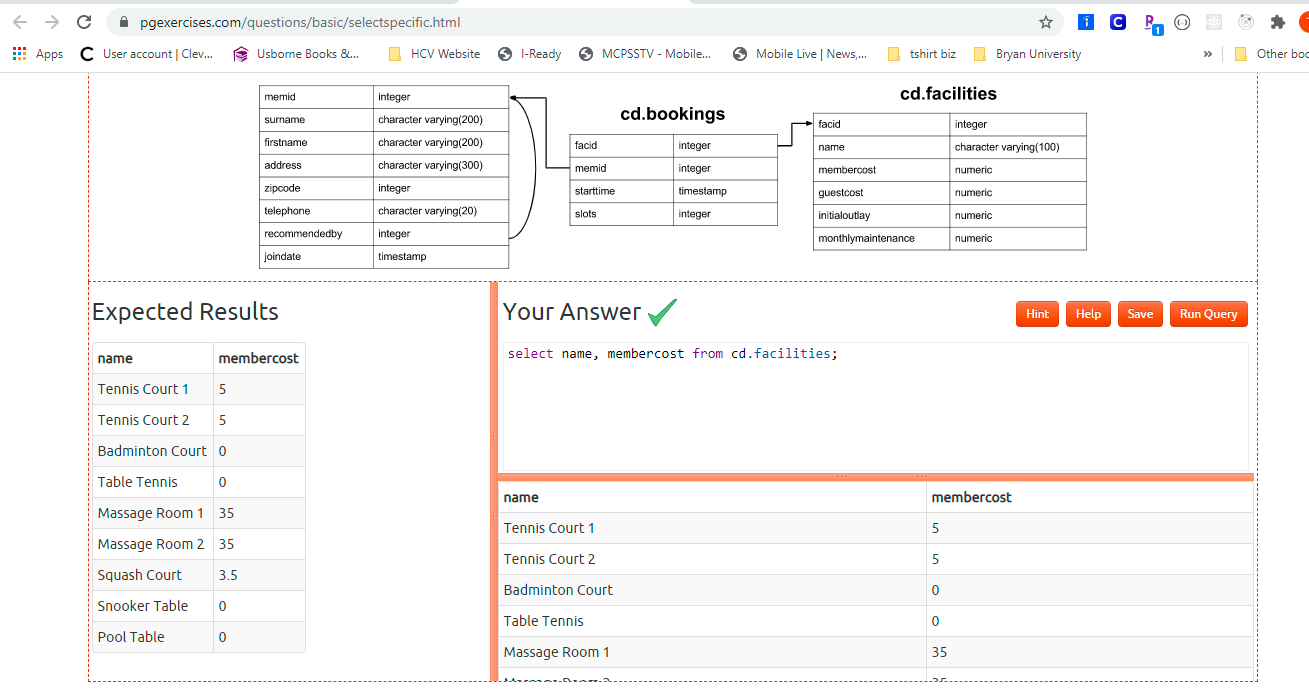 pgexercises.com/questions/basic/selectspecific.html
1
Apps User account | Clev... Usborne Books &... HCV Website I-Ready MCPSSTV - Mobile... Mobile Live | News,... tshirt biz Bryan University » Other boo
memid integer
surname character varying(200)
firstname character varying(200)
address character varying(300)
zipcode integer
telephone character varying(20)
recommendedby integer
joindate timestamp
cd.bookings
facid integer
memid integer
starttime timestamp
slots integer
cd.facilities
facid integer
name character varying(100)
membercost numeric
guestcost numeric
initialoutlay numeric
monthlymaintenance numeric
Expected Results
name membercost
Tennis Court 1 5
Tennis Court 2 5
Badminton Court 0
Table Tennis 0
Massage Room 1 35
Massage Room 2 35
Squash Court 3.5
Snooker Table 0
Pool Table 0
Your Answer
Hint Help Save Run Query
select name, membercost from cd.facilities;
name membercost
Tennis Court 1 5
Tennis Court 2 5
Badminton Court 0
Table Tennis 0
Massage Room 1 35
Massage Room 2 35